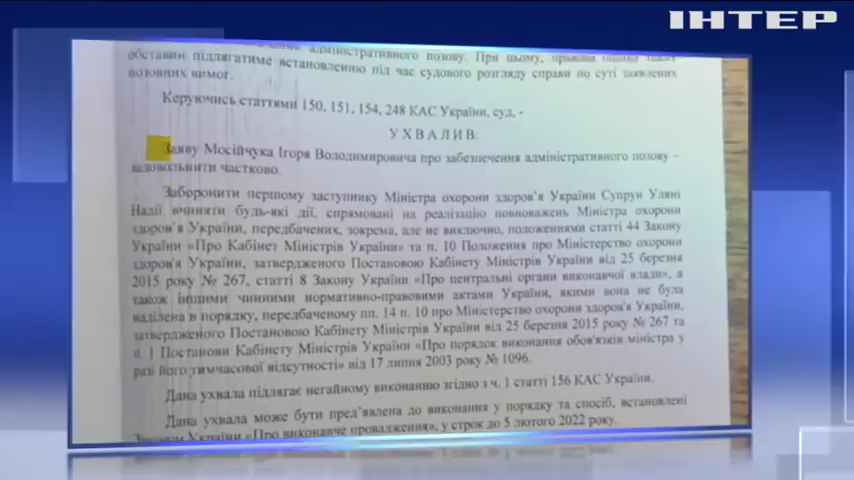 ІНТЕР
адміністративного позову. При цьому, правова
обставин підлягатиме встановленню під час судового розгляду справи по суті заявлених
позовних вимог.
Керуючись статтями 150, 151, 154, 248 КАС України, суд, -
У Х В А Л И В:
Заяву Мосійчука Ігоря Володимировича про забезпечення адміністративного позову –
задовольнити частково.
Заборонити першому заступнику Міністра охорони здоров'я України Супрун Уляні
Надії вчиняти будь-які дії, спрямовані на реалізацію повноважень Міністра охорони
здоров'я України, передбачених, зокрема, але не виключно, положеннями статті 44 Закону
України «Про Кабінет Міністрів України» та п. 10 Положення про Міністерство охорони
здоров'я України, затвердженого Постановою Кабінету Міністрів України від 25 березня
2015 року № 267, статті 8 Закону України «Про центральні органи виконавчої влади», а
також іншими чинними нормативно-правовими актами України, якими вона не була
наділена в порядку, передбаченому пп. 14 п. 10 про Міністерство охорони здоров'я України,
затвердженого Постановою Кабінету Міністрів України від 25 березня 2015 року № 267 та
п. 1 Постанови Кабінету Міністрів України «Про порядок виконання обов'язків міністра у
разі його тимчасової відсутності» від 17 липня 2003 року № 1096.
Дана ухвала підлягає негайному виконанню згідно з ч. 1 статті 156 КАС України.
Дана ухвала може бути пред'явлена до виконання у порядку та спосіб, встановлені
Законом України «Про виконавче провадження», у строк до 5 лютого 2022 року.